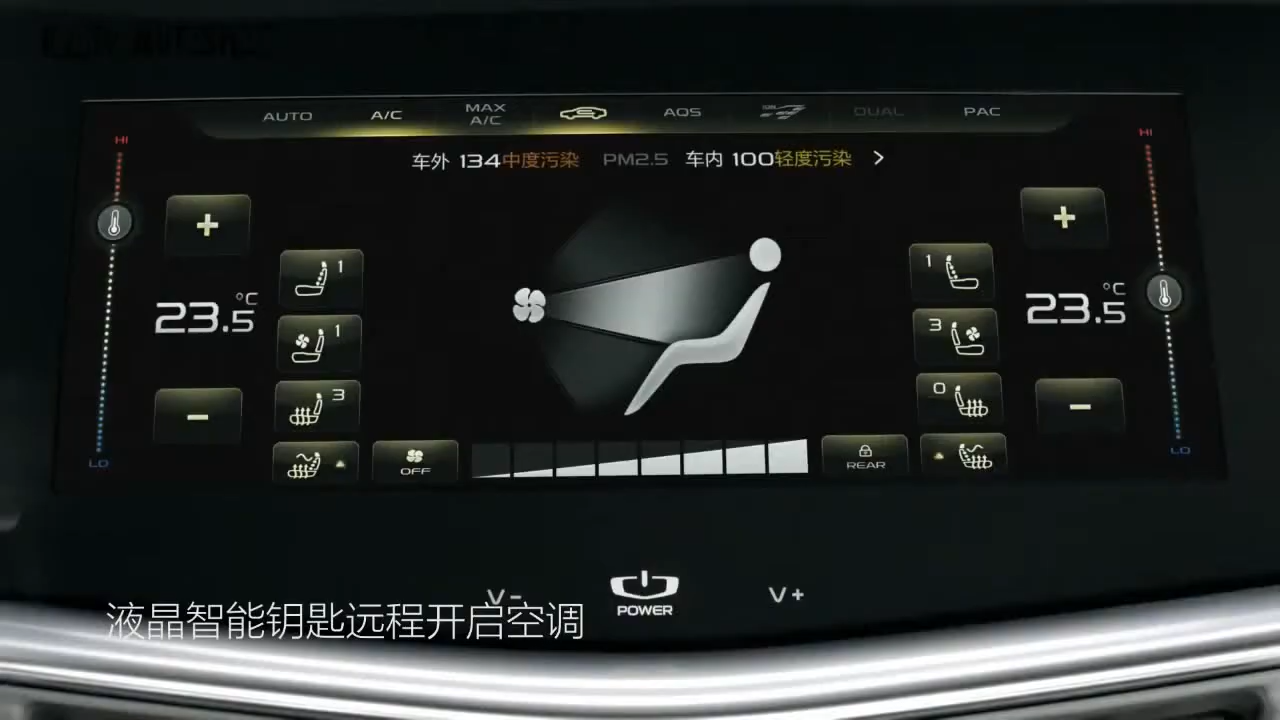 AUTO A/C MAX A/C AQS ION DUAL PAC
HI
车外 134中度污染 PM2.5 车内 100轻度污染 >
HI
+
+
1
1
23.5°C
23.5°C
1
3
3
0
−
−
OFF
REAR
LO
LO
V-
POWER
V+
液晶智能钥匙远程开启空调